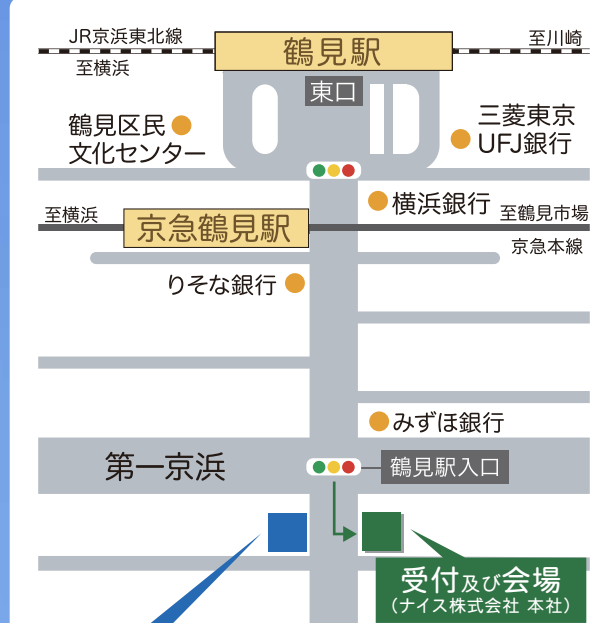 JR京浜東北線
鶴見駅
至川崎
至横浜
東口
鶴見区民
文化センター
三菱東京
UFJ銀行
横浜銀行
至横浜
京急鶴見駅
至鶴見市場
京急本線
りそな銀行
みずほ銀行
第一京浜
鶴見駅入口
受付及び会場
(ナイス株式会社 本社)